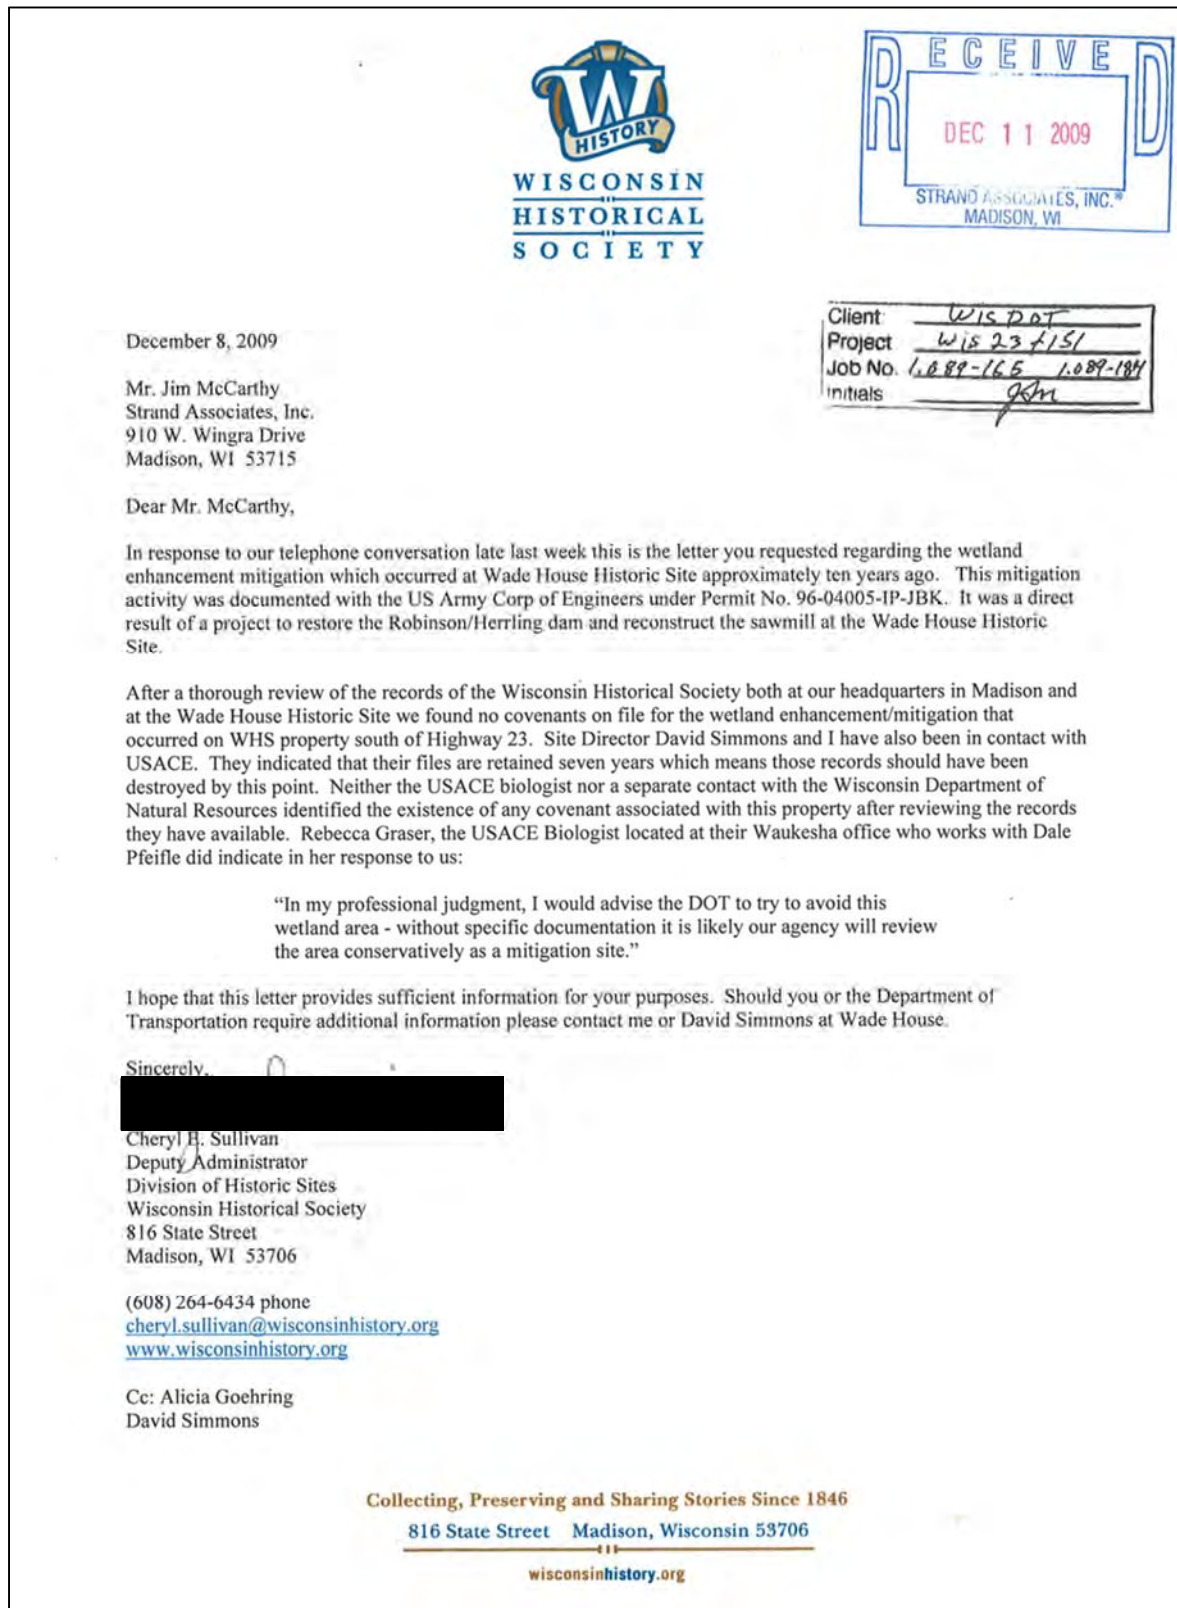 W
HISTORY
WISCONSIN
HISTORICAL
SOCIETY
RECEIVED
DEC 11 2009
STRAND ASSOCIATES, INC.®
MADISON, WI
Client WISDOT
Project Wis 23 + 151
Job No. 1.089-165 1.089-184
Initials
December 8, 2009
Mr. Jim McCarthy
Strand Associates, Inc.
910 W. Wingra Drive
Madison, WI 53715
Dear Mr. McCarthy,
In response to our telephone conversation late last week this is the letter you requested regarding the wetland
enhancement mitigation which occurred at Wade House Historic Site approximately ten years ago. This mitigation
activity was documented with the US Army Corp of Engineers under Permit No. 96-04005-IP-JBK. It was a direct
result of a project to restore the Robinson/Herrling dam and reconstruct the sawmill at the Wade House Historic
Site.
After a thorough review of the records of the Wisconsin Historical Society both at our headquarters in Madison and
at the Wade House Historic Site we found no covenants on file for the wetland enhancement/mitigation that
occurred on WHS property south of Highway 23. Site Director David Simmons and I have also been in contact with
USACE. They indicated that their files are retained seven years which means those records should have been
destroyed by this point. Neither the USACE biologist nor a separate contact with the Wisconsin Department of
Natural Resources identified the existence of any covenant associated with this property after reviewing the records
they have available. Rebecca Graser, the USACE Biologist located at their Waukesha office who works with Dale
Pfeifle did indicate in her response to us:
“In my professional judgment, I would advise the DOT to try to avoid this
wetland area - without specific documentation it is likely our agency will review
the area conservatively as a mitigation site.”
I hope that this letter provides sufficient information for your purposes. Should you or the Department of
Transportation require additional information please contact me or David Simmons at Wade House.
Sincerely,
Cheryl B. Sullivan
Deputy Administrator
Division of Historic Sites
Wisconsin Historical Society
816 State Street
Madison, WI 53706
(608) 264-6434 phone
cheryl.sullivan@wisconsinhistory.org
www.wisconsinhistory.org
Cc: Alicia Goehring
David Simmons
Collecting, Preserving and Sharing Stories Since 1846
816 State Street Madison, Wisconsin 53706
wisconsinhistory.org